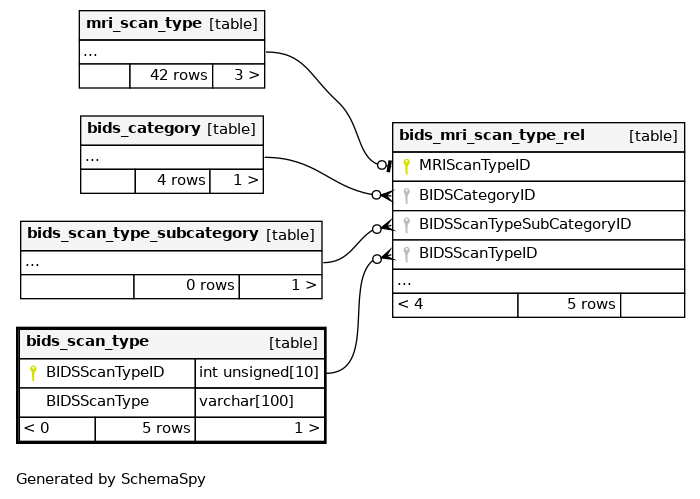 mri_scan_type [table]
...
42 rows 3 >
bids_category [table]
...
4 rows 1 >
bids_scan_type_subcategory [table]
...
0 rows 1 >
bids_scan_type [table]
BIDSScanTypeID int unsigned[10]
BIDSScanType varchar[100]
< 0 5 rows 1 >
bids_mri_scan_type_rel [table]
MRIScanTypeID
BIDSCategoryID
BIDSScanTypeSubCategoryID
BIDSScanTypeID
...
< 4 5 rows
Generated by SchemaSpy